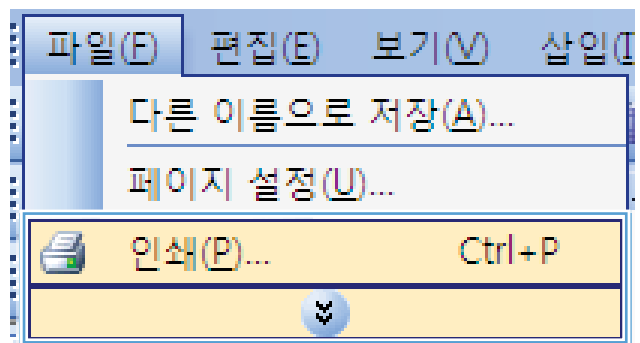 파일(F) 편집(E) 보기(V) 삽입(I
다른 이름으로 저장(A)...
페이지 설정(U)...
인쇄(P)... Ctrl+P